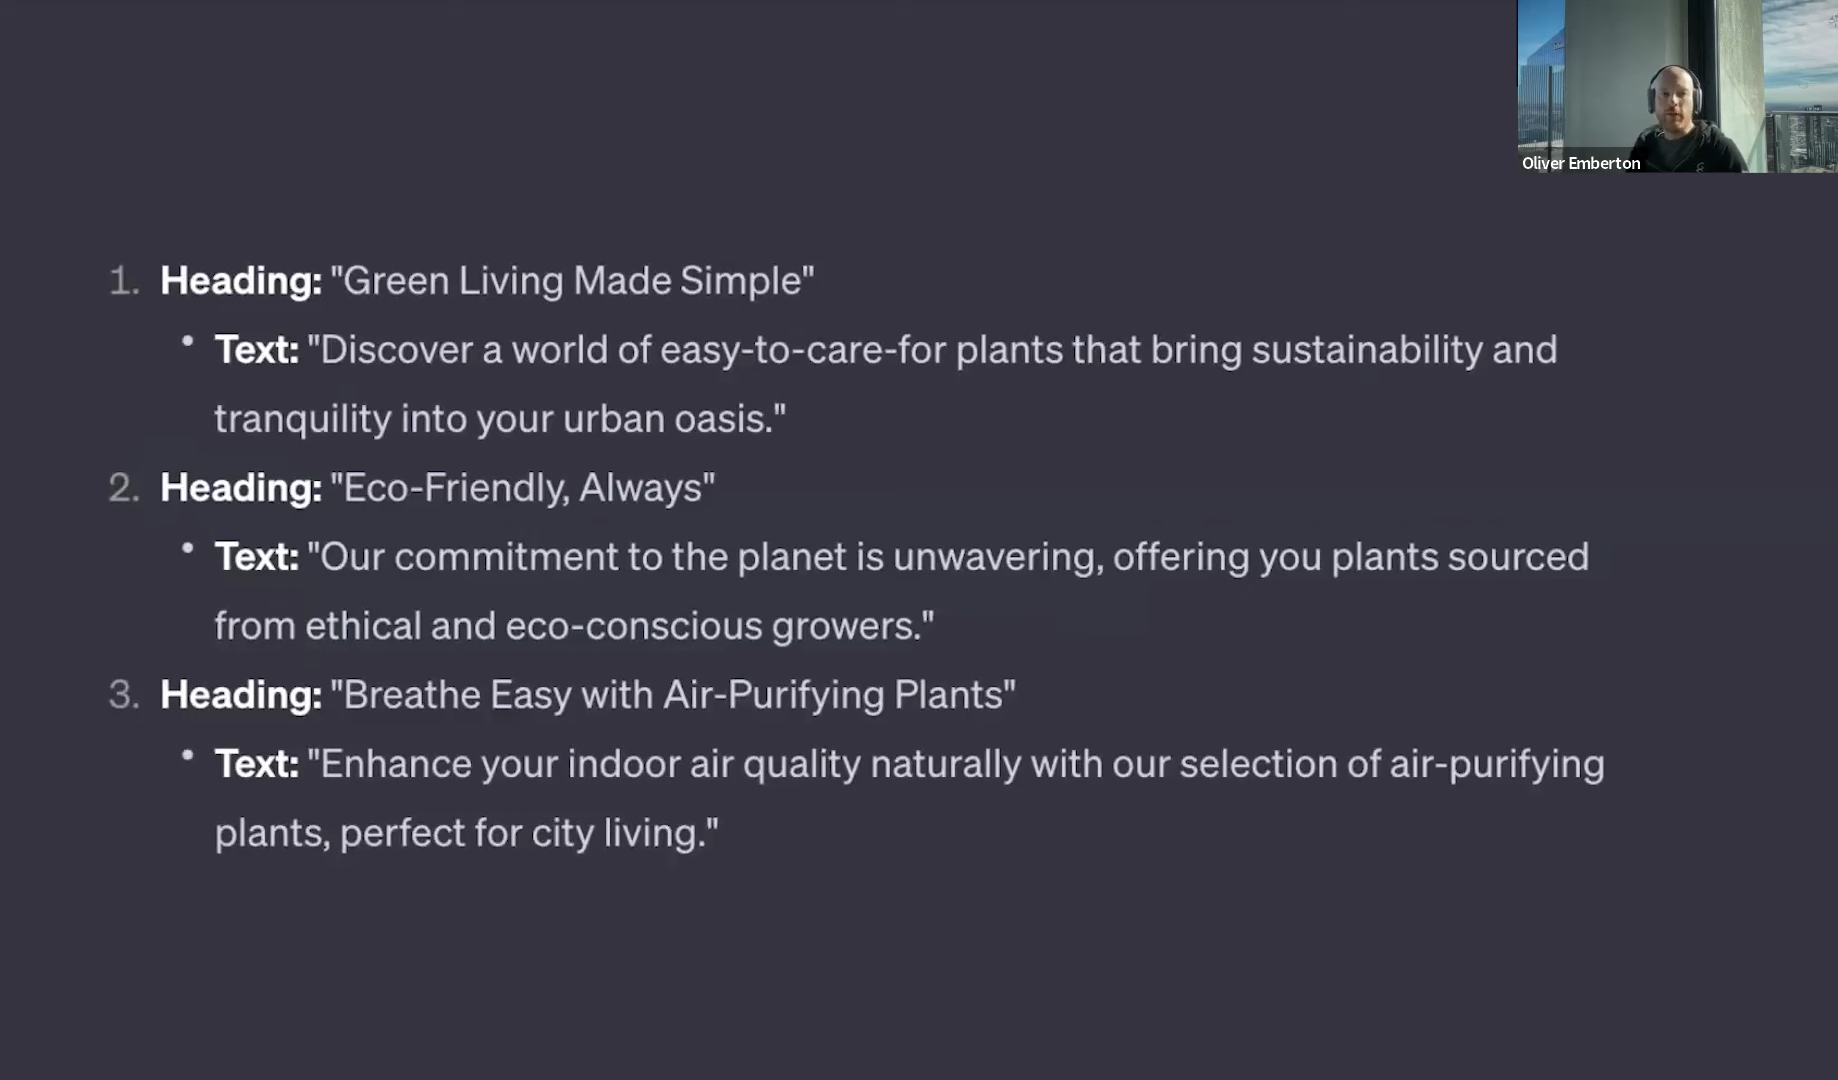 Oliver Emberton
1. Heading: "Green Living Made Simple"
• Text: "Discover a world of easy-to-care-for plants that bring sustainability and
tranquility into your urban oasis."
2. Heading: "Eco-Friendly, Always"
• Text: "Our commitment to the planet is unwavering, offering you plants sourced
from ethical and eco-conscious growers."
3. Heading: "Breathe Easy with Air-Purifying Plants"
• Text: "Enhance your indoor air quality naturally with our selection of air-purifying
plants, perfect for city living."